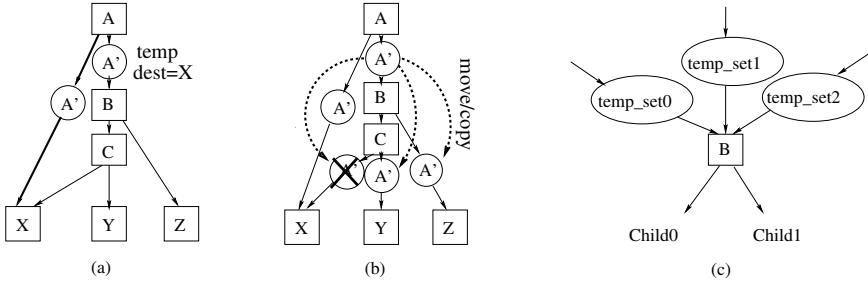 A
A'
temp
dest=X
A'
B
C
X
Y
Z
(a)
A
A'
A'
B
C
A'
A'
A'
move/copy
X
Y
Z
(b)
temp_set1
temp_set0
temp_set2
B
Child0
Child1
(c)